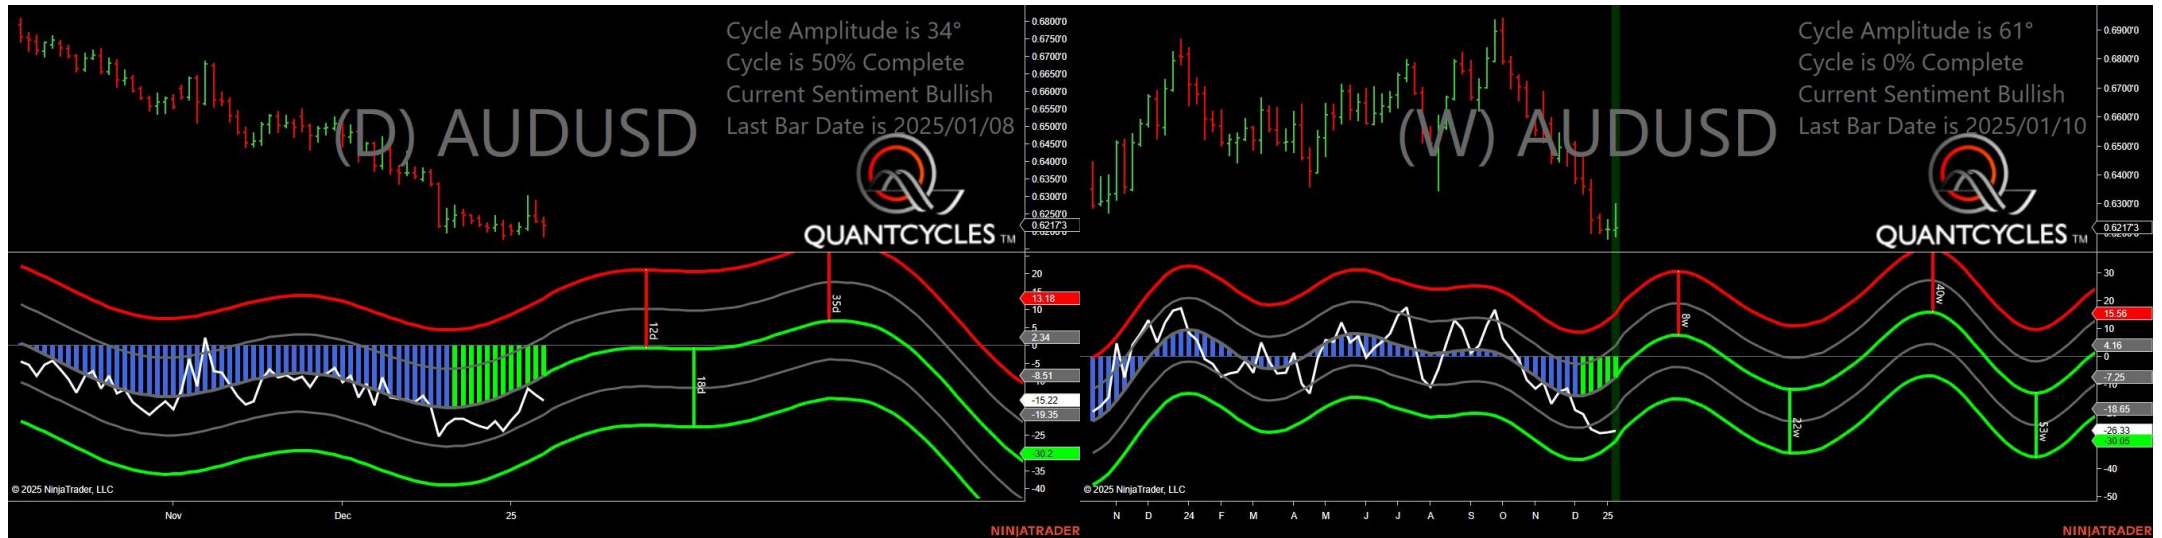 Cycle Amplitude is 34°
Cycle is 50% Complete
Current Sentiment Bullish
Last Bar Date is 2025/01/08
(D) AUDUSD
QUANTCYCLES TM
0.6800'0
0.6750'0
0.6700'0
0.6650'0
0.6600'0
0.6550'0
0.6500'0
0.6450'0
0.6400'0
0.6350'0
0.6300'0
0.6250'0
0.6217'3
12d
18d
35d
20
13.18
10
5
2.34
0
-5
-8.51
-15.22
-19.35
-25
-30.2
-35
-40
© 2025 NinjaTrader, LLC
Nov
Dec
25
NINJATRADER
Cycle Amplitude is 61°
Cycle is 0% Complete
Current Sentiment Bullish
Last Bar Date is 2025/01/10
(W) AUDUSD
QUANTCYCLES TM
0.6900'0
0.6800'0
0.6700'0
0.6600'0
0.6500'0
0.6400'0
0.6300'0
0.6217'3
8w
22w
40w
53w
30
20
15.56
10
4.16
0
-7.25
-10
-18.65
-26.33
-30.05
-40
-50
© 2025 NinjaTrader, LLC
N
D
24
F
M
A
M
J
J
A
S
O
N
D
25
NINJATRADER